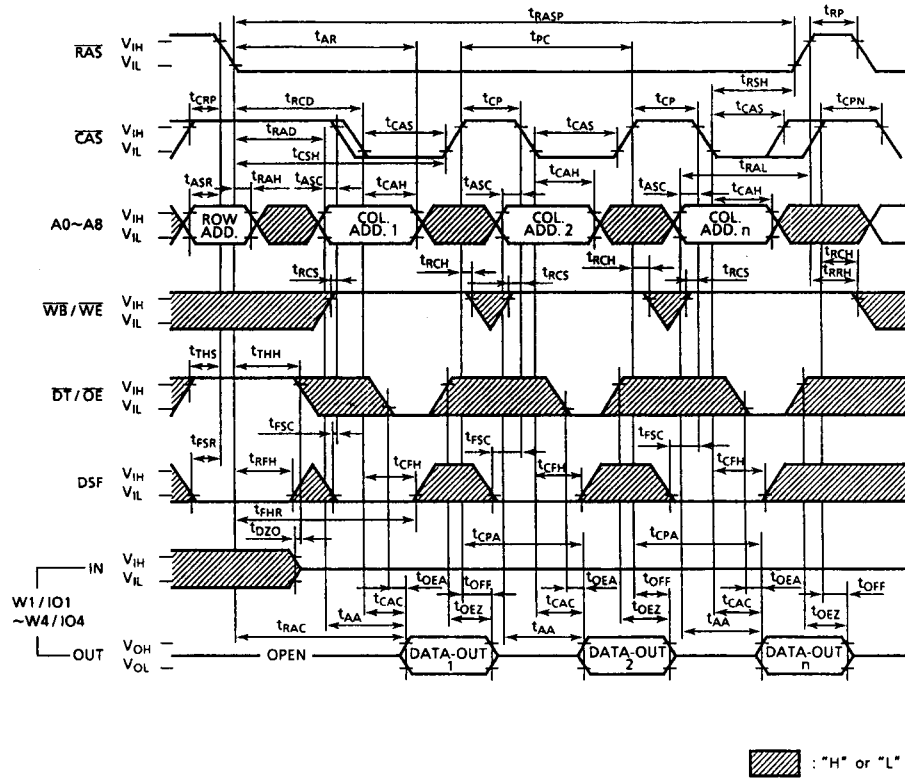 tRASP
tRP
tAR
tPC
RAS
VIH
VIL
tRSH
tCRP
tRCD
tCP
tCP
tCAS
tCPN
CAS
VIH
VIL
tRAD
tCAS
tCAS
tCSH
tRAL
tASR
tRAH
tASC
tCAH
tASC
tCAH
tASC
tCAH
A0~A8
VIH
VIL
ROW
ADD.
COL.
ADD. 1
COL.
ADD. 2
COL.
ADD. n
tRCS
tRCH
tRCS
tRCH
tRCS
tRCH
tRRH
WB / WE
VIH
VIL
tTHS
tTHH
DT / OE
VIH
VIL
tFSC
tFSC
tFSC
tFSR
tRFH
tCFH
tCFH
tCFH
DSF
VIH
VIL
tFHR
tDZO
tCPA
tCPA
IN
VIH
VIL
W1 / IO1
~W4 / IO4
tOEA
tOFF
tOEA
tOFF
tOEA
tOFF
tCAC
tOEZ
tCAC
tOEZ
tCAC
tOEZ
tAA
tAA
tAA
tRAC
OUT
VOH
VOL
OPEN
DATA-OUT
1
DATA-OUT
2
DATA-OUT
n
: "H" or "L"